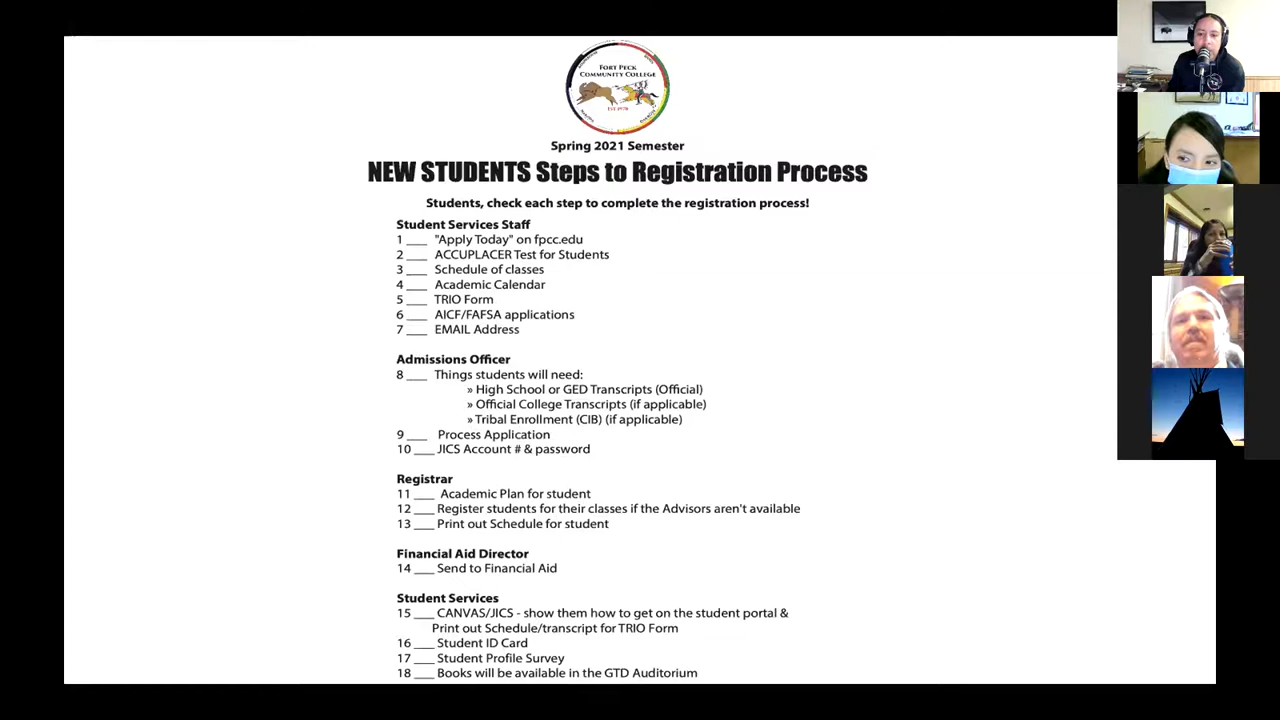 FORT PECK
COMMUNITY COLLEGE
EST. 1978
Spring 2021 Semester
NEW STUDENTS Steps to Registration Process
Students, check each step to complete the registration process!
Student Services Staff
1 ___ "Apply Today" on fpcc.edu
2 ___ ACCUPLACER Test for Students
3 ___ Schedule of classes
4 ___ Academic Calendar
5 ___ TRIO Form
6 ___ AICF/FAFSA applications
7 ___ EMAIL Address
Admissions Officer
8 ___ Things students will need:
» High School or GED Transcripts (Official)
» Official College Transcripts (if applicable)
» Tribal Enrollment (CIB) (if applicable)
9 ___ Process Application
10 ___ JICS Account # & password
Registrar
11 ___ Academic Plan for student
12 ___ Register students for their classes if the Advisors aren't available
13 ___ Print out Schedule for student
Financial Aid Director
14 ___ Send to Financial Aid
Student Services
15 ___ CANVAS/JICS - show them how to get on the student portal &
Print out Schedule/transcript for TRIO Form
16 ___ Student ID Card
17 ___ Student Profile Survey
18 ___ Books will be available in the GTD Auditorium